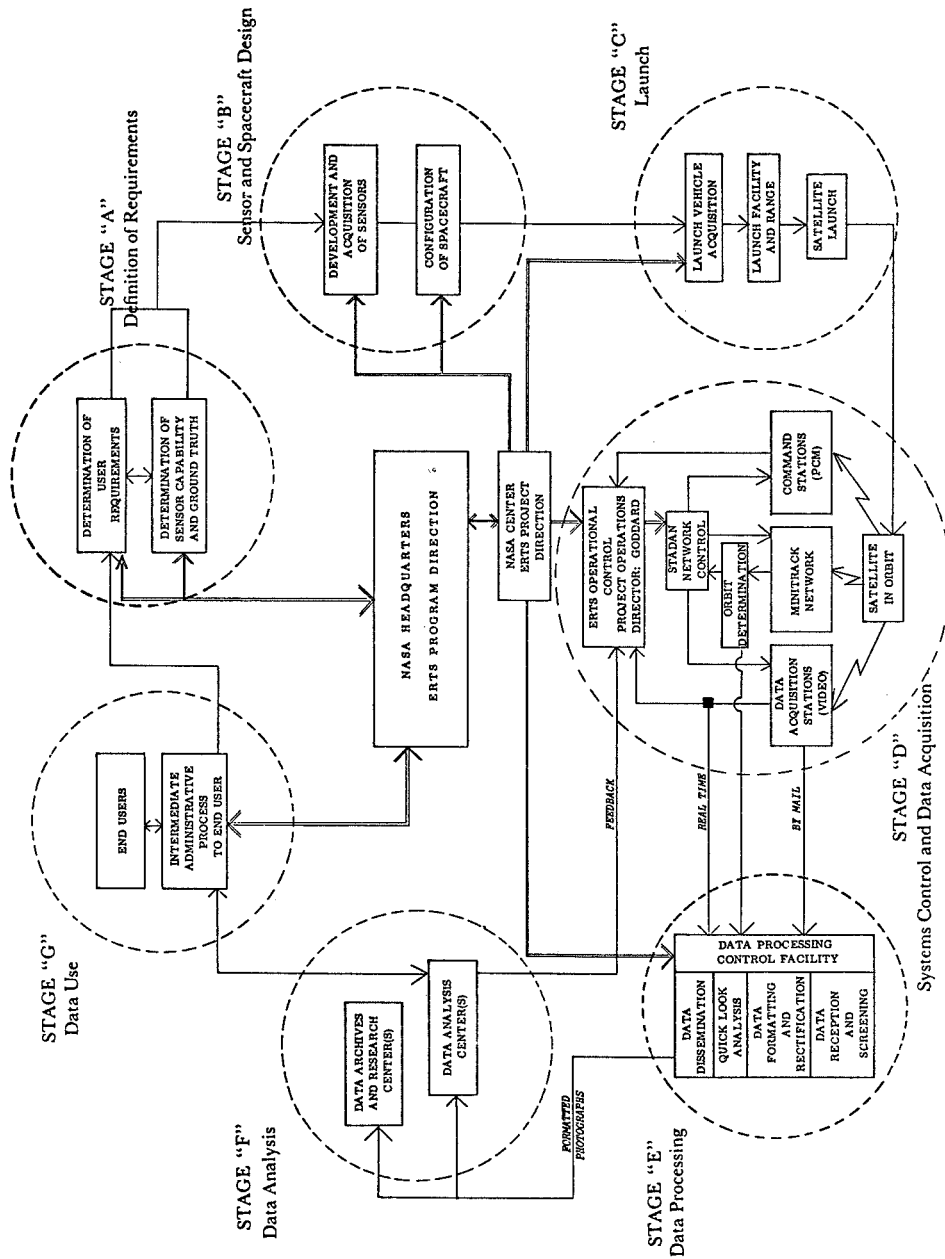 STAGE "A"
Definition of Requirements
DETERMINATION OF
USER
REQUIREMENTS
DETERMINATION OF
SENSOR CAPABILITY
AND GROUND TRUTH
STAGE "B"
Sensor and Spacecraft Design
DEVELOPMENT AND
ACQUISITION
OF SENSORS
CONFIGURATION
OF SPACECRAFT
STAGE "C"
Launch
LAUNCH VEHICLE
ACQUISITION
LAUNCH FACILITY
AND RANGE
SATELLITE
LAUNCH
NASA HEADQUARTERS
ERTS PROGRAM DIRECTION
NASA CENTER
ERTS PROJECT
DIRECTION
ERTS OPERATIONAL
CONTROL
PROJECT OPERATIONS
DIRECTOR: GODDARD
STADAN
NETWORK
CONTROL
ORBIT
DETERMINATION
COMMAND
STATIONS
(PCM)
MINITRACK
NETWORK
DATA
ACQUISITION
STATIONS
(VIDEO)
SATELLITE
IN ORBIT
STAGE "D"
Systems Control and Data Acquisition
FEEDBACK
REAL TIME
BY MAIL
STAGE "G"
Data Use
END USERS
INTERMEDIATE
ADMINISTRATIVE
PROCESS
TO END USER
STAGE "F"
Data Analysis
DATA ARCHIVES
AND RESEARCH
CENTER(S)
DATA ANALYSIS
CENTER(S)
FORMATTED
PHOTOGRAPHS
STAGE "E"
Data Processing
DATA PROCESSING
CONTROL FACILITY
DATA
DISSEMINATION
QUICK LOOK
ANALYSIS
DATA
FORMATTING
AND
RECTIFICATION
DATA
RECEPTION
AND
SCREENING